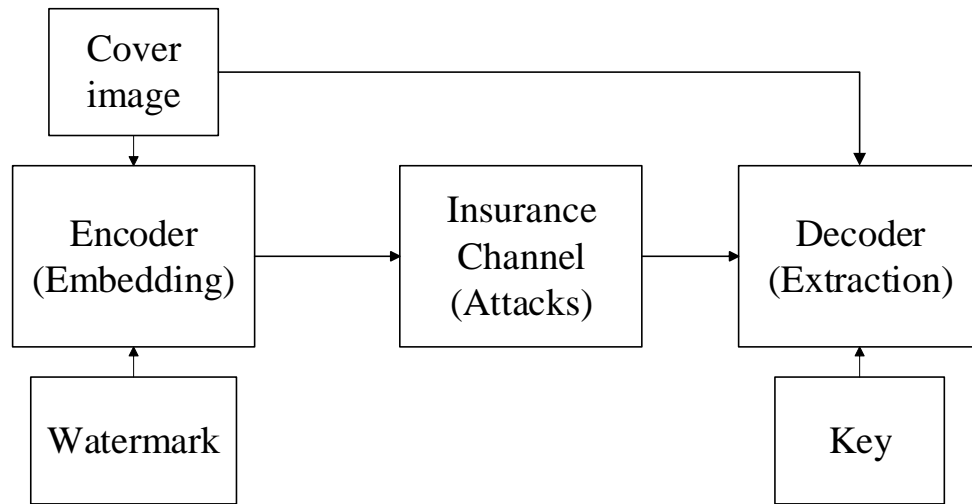 Cover
image
Encoder
(Embedding)
Insurance
Channel
(Attacks)
Decoder
(Extraction)
Watermark
Key